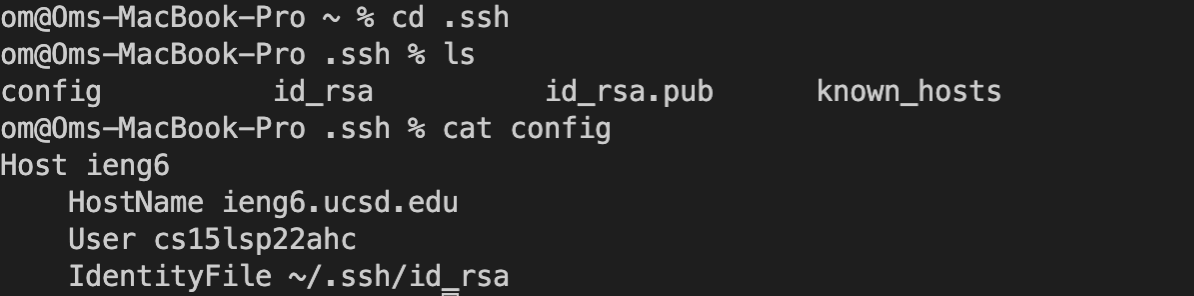 om@Oms-MacBook-Pro ~ % cd .ssh
om@Oms-MacBook-Pro .ssh % ls
config          id_rsa          id_rsa.pub      known_hosts
om@Oms-MacBook-Pro .ssh % cat config
Host ieng6
    HostName ieng6.ucsd.edu
    User cs15lsp22ahc
    IdentityFile ~/.ssh/id_rsa